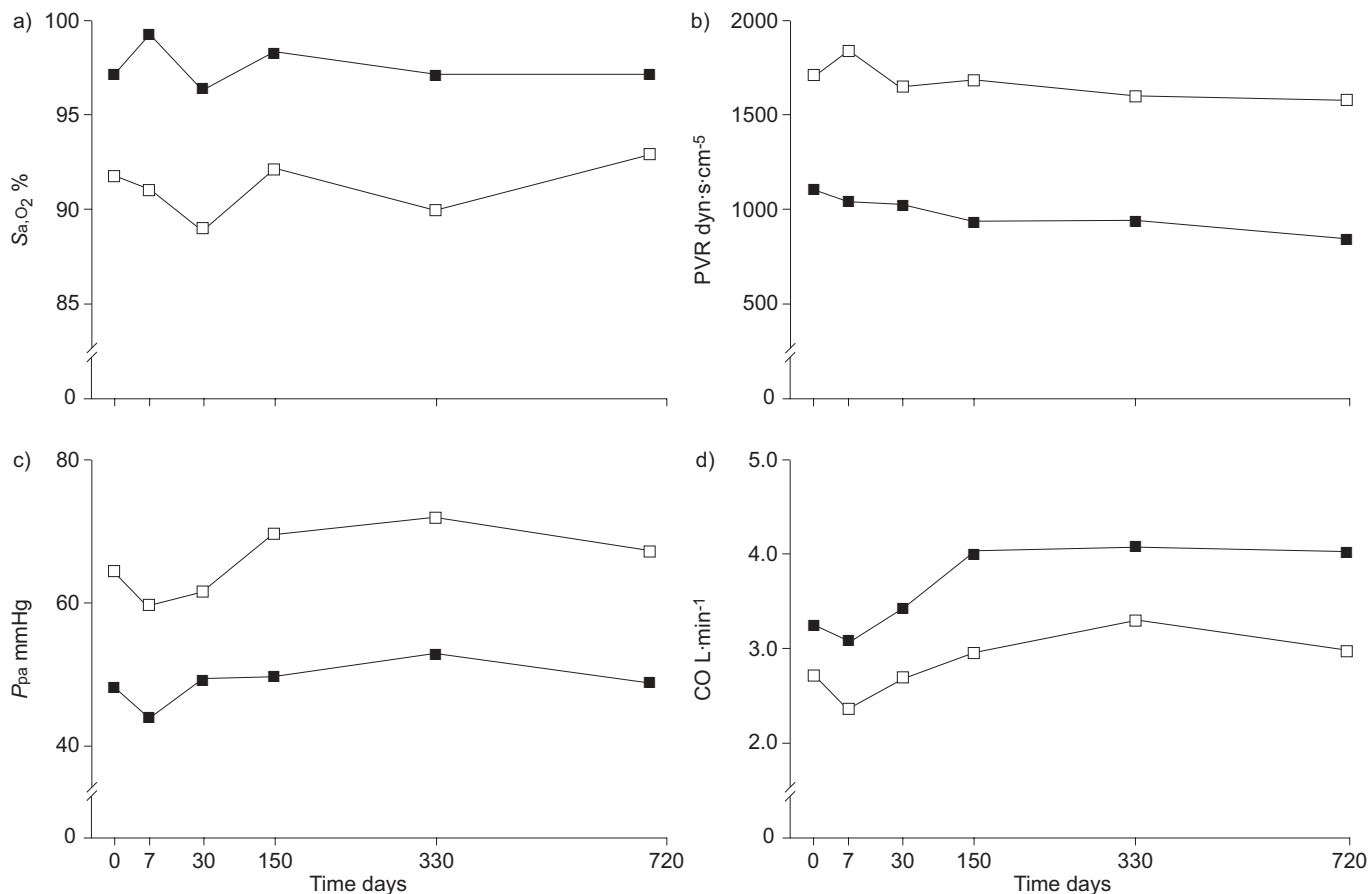 a)
100
95
90
85
0
Sa,O2 %
b)
2000
1500
1000
500
0
PVR dyn·s·cm-5
c)
80
60
40
0
Ppa mmHg
0 7 30 150 330 720
Time days
d)
5.0
4.0
3.0
2.0
0
CO L·min-1
0 7 30 150 330 720
Time days